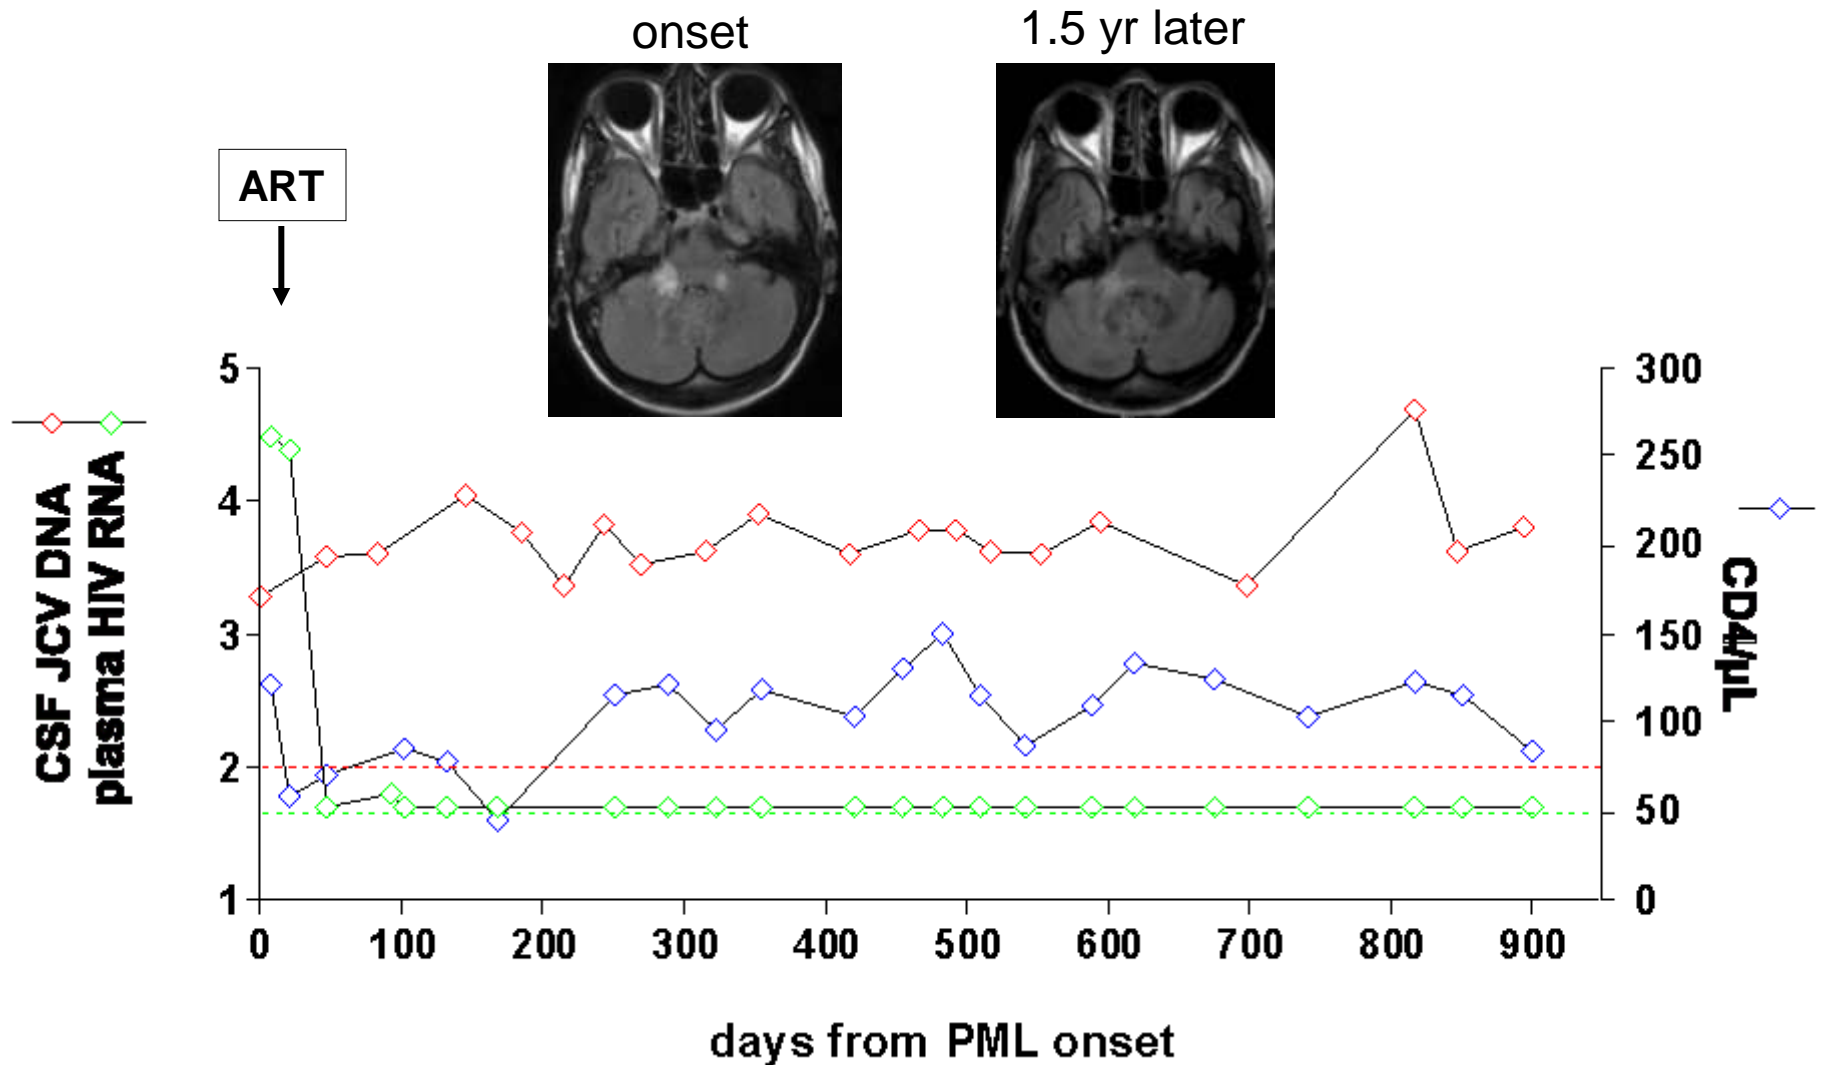 onset
1.5 yr later
ART
CSF JCV DNA
plasma HIV RNA
5
4
3
2
1
300
250
200
150
100
50
0
CD4/µL
0 100 200 300 400 500 600 700 800 900
days from PML onset